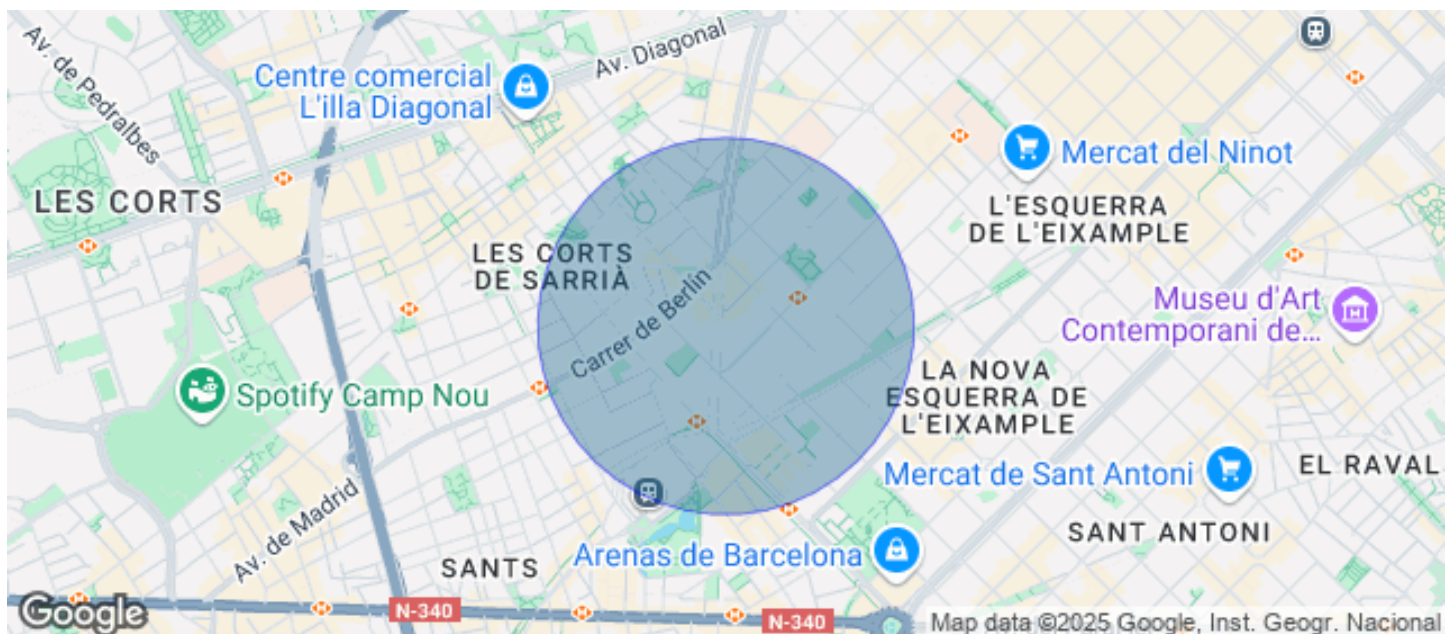 Av. de Pedralbes
Av. Diagonal
Centre comercial
L'illa Diagonal
Mercat del Ninot
LES CORTS
L'ESQUERRA
DE L'EIXAMPLE
LES CORTS
DE SARRIÀ
Carrer de Berlín
Museu d'Art
Contemporani de...
Spotify Camp Nou
LA NOVA
ESQUERRA DE
L'EIXAMPLE
Mercat de Sant Antoni
EL RAVAL
Av. de Madrid
SANT ANTONI
Arenas de Barcelona
SANTS
N-340
N-340
Google
Map data ©2025 Google, Inst. Geogr. Nacional